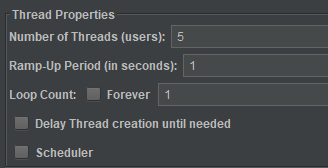 Thread Properties
Number of Threads (users): 5
Ramp-Up Period (in seconds): 1
Loop Count: Forever 1
Delay Thread creation until needed
Scheduler